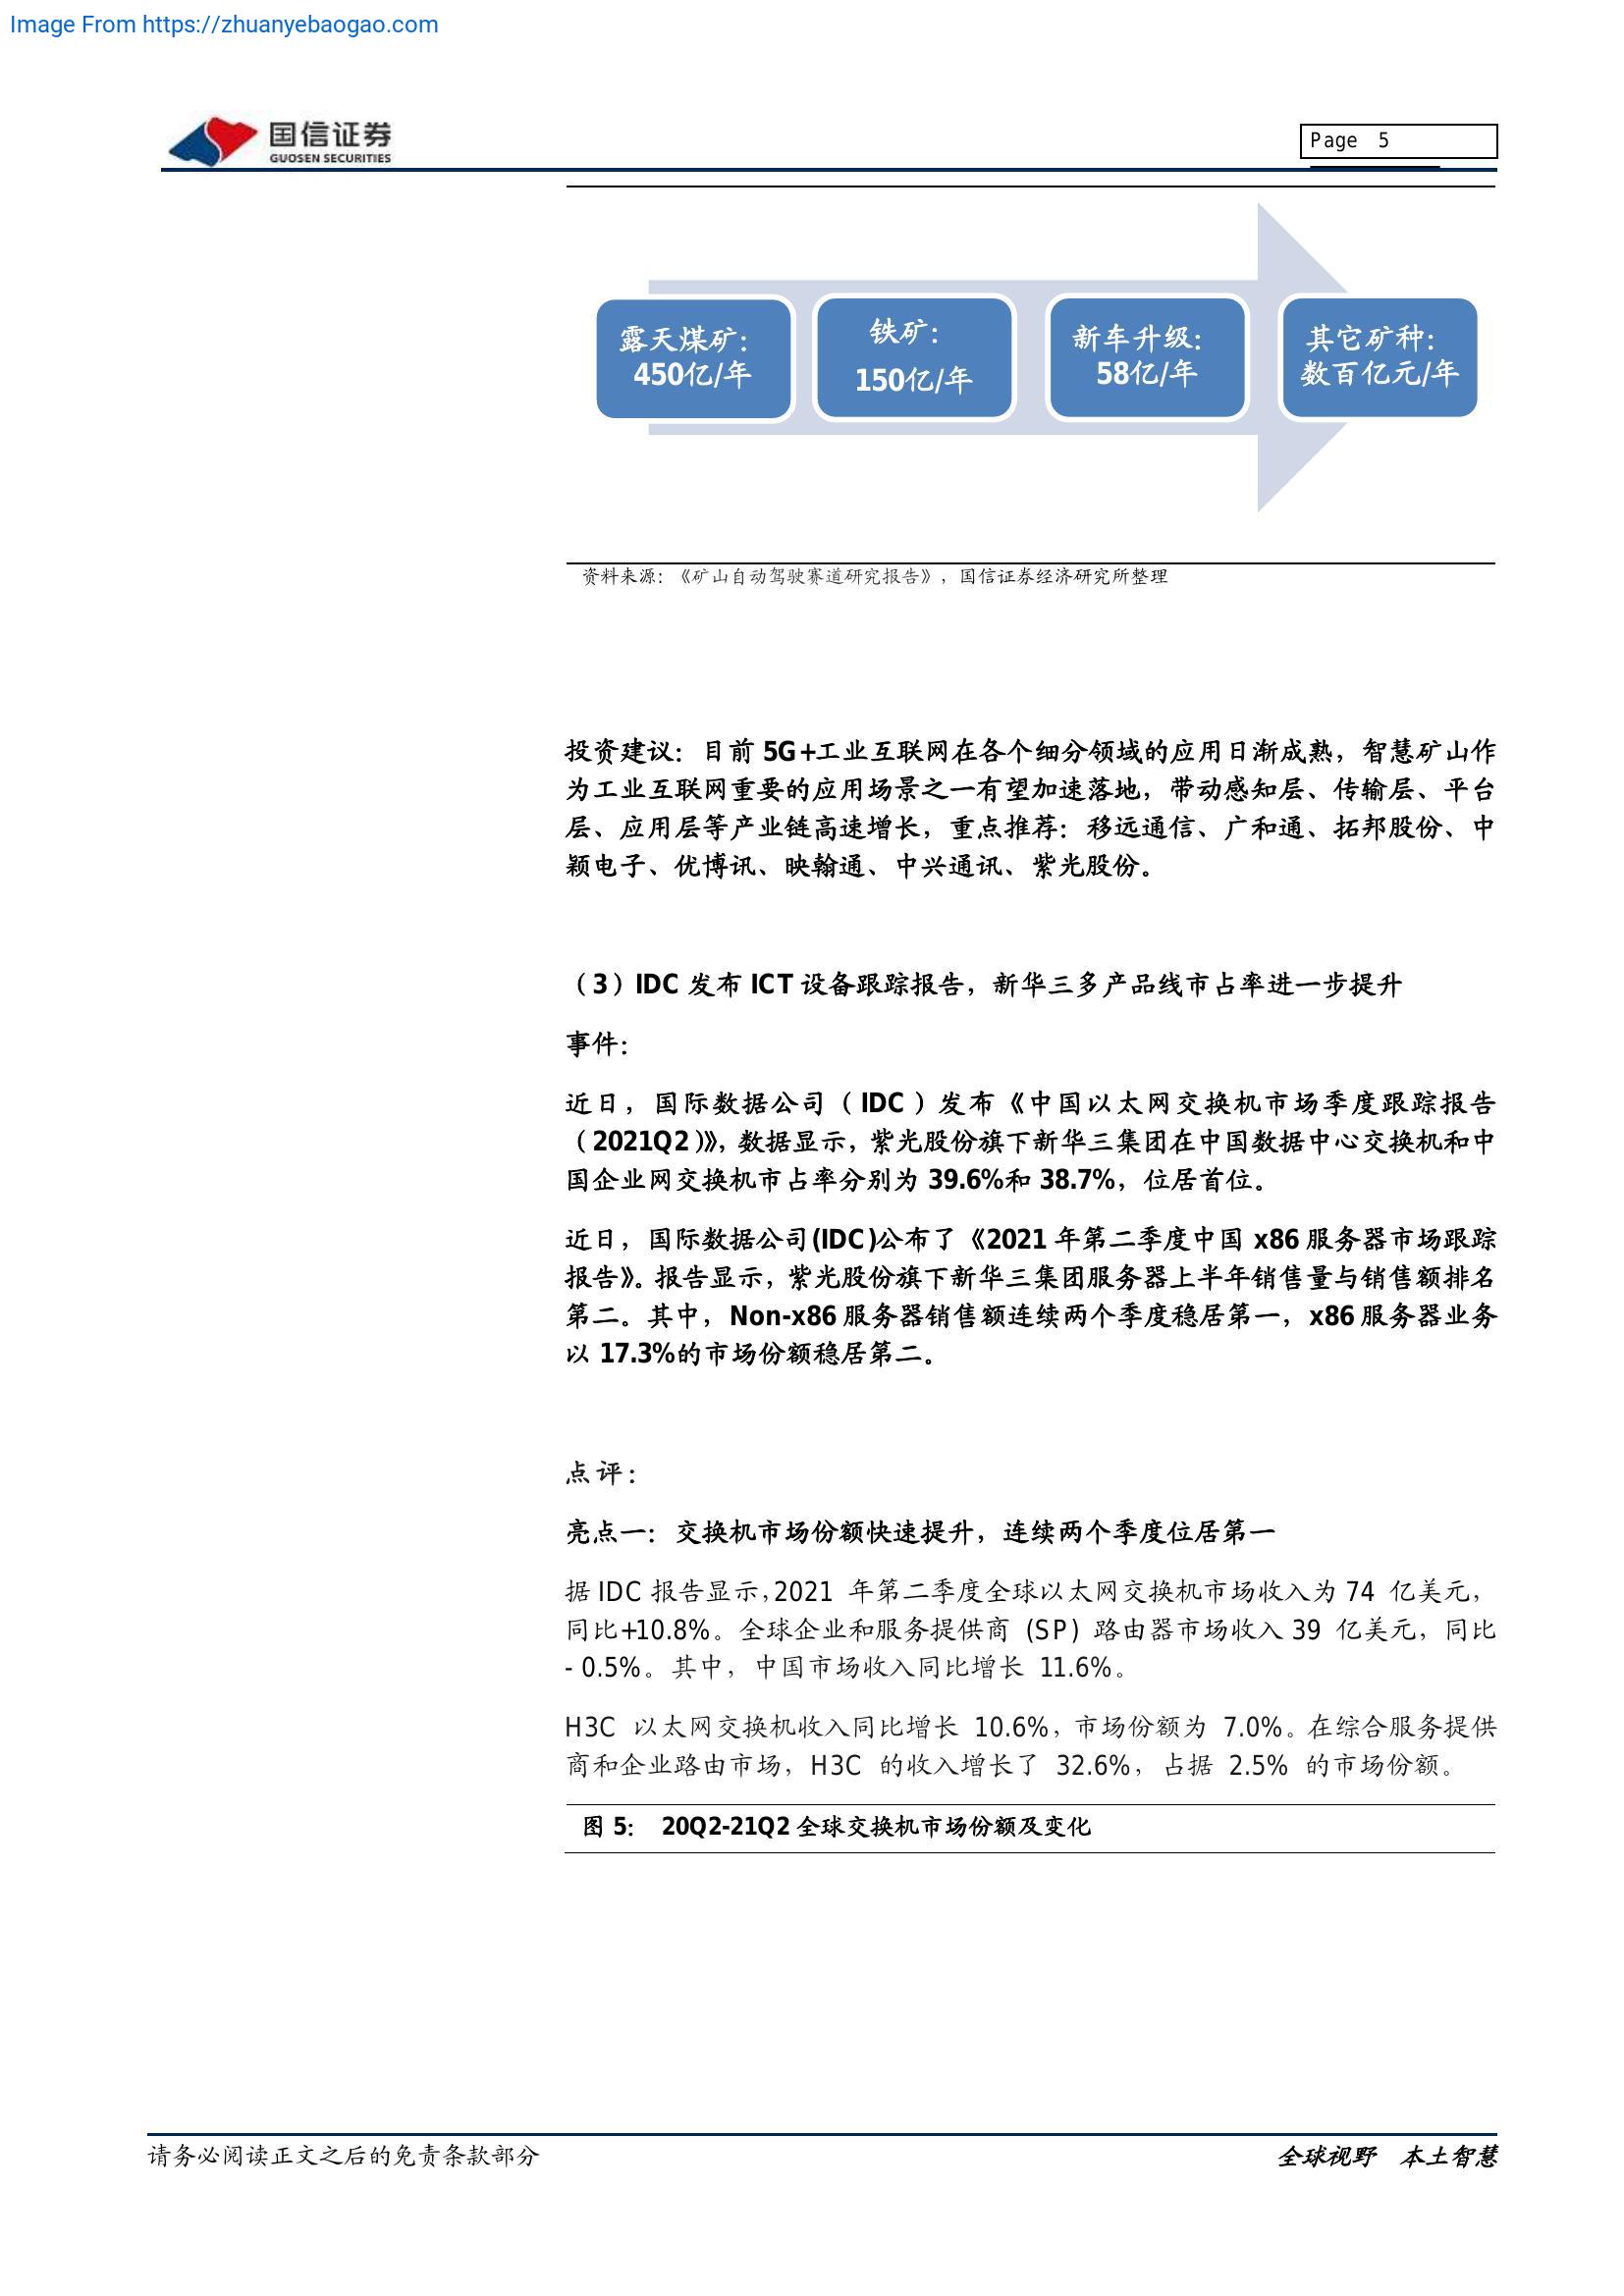 Image From https://zhuanyebaogao.com
国信证券
GUOSEN SECURITIES
Page 5
露天煤矿：
450亿/年
铁矿：
150亿/年
新车升级：
58亿/年
其它矿种：
数百亿元/年
资料来源：《矿山自动驾驶赛道研究报告》，国信证券经济研究所整理
投资建议：目前 5G+工业互联网在各个细分领域的应用日渐成熟，智慧矿山作
为工业互联网重要的应用场景之一有望加速落地，带动感知层、传输层、平台
层、应用层等产业链高速增长，重点推荐：移远通信、广和通、拓邦股份、中
颖电子、优博讯、映翰通、中兴通讯、紫光股份。
（3）IDC 发布 ICT 设备跟踪报告，新华三多产品线市占率进一步提升
事件：
近日，国际数据公司（IDC）发布《中国以太网交换机市场季度跟踪报告
（2021Q2）》，数据显示，紫光股份旗下新华三集团在中国数据中心交换机和中
国企业网交换机市占率分别为 39.6%和 38.7%，位居首位。
近日，国际数据公司(IDC)公布了《2021 年第二季度中国 x86 服务器市场跟踪
报告》。报告显示，紫光股份旗下新华三集团服务器上半年销售量与销售额排名
第二。其中，Non-x86 服务器销售额连续两个季度稳居第一，x86 服务器业务
以 17.3%的市场份额稳居第二。
点评：
亮点一：交换机市场份额快速提升，连续两个季度位居第一
据 IDC 报告显示，2021 年第二季度全球以太网交换机市场收入为 74 亿美元，
同比+10.8%。全球企业和服务提供商 (SP) 路由器市场收入 39 亿美元，同比
- 0.5%。其中，中国市场收入同比增长 11.6%。
H3C 以太网交换机收入同比增长 10.6%，市场份额为 7.0%。在综合服务提供
商和企业路由市场，H3C 的收入增长了 32.6%，占据 2.5% 的市场份额。
图 5： 20Q2-21Q2 全球交换机市场份额及变化
请务必阅读正文之后的免责条款部分
全球视野 本土智慧